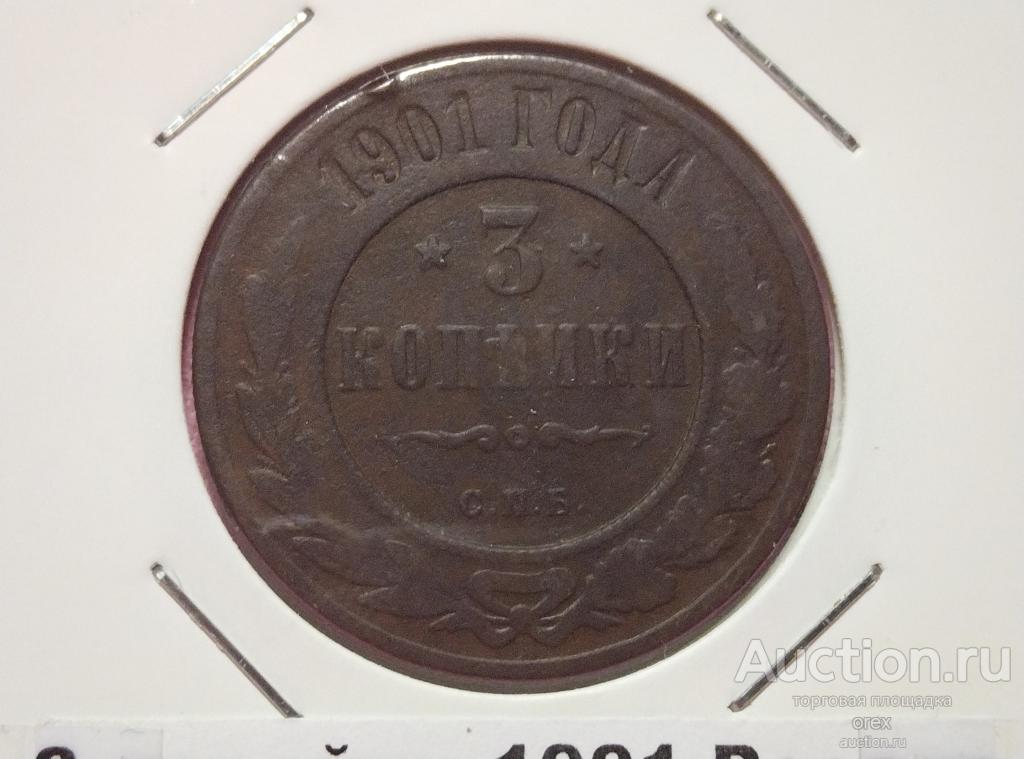 1901 ГОДА
3
КОПѢЙКИ
С.П.Б.
Auction.ru
торговая площадка
orex
auction.ru